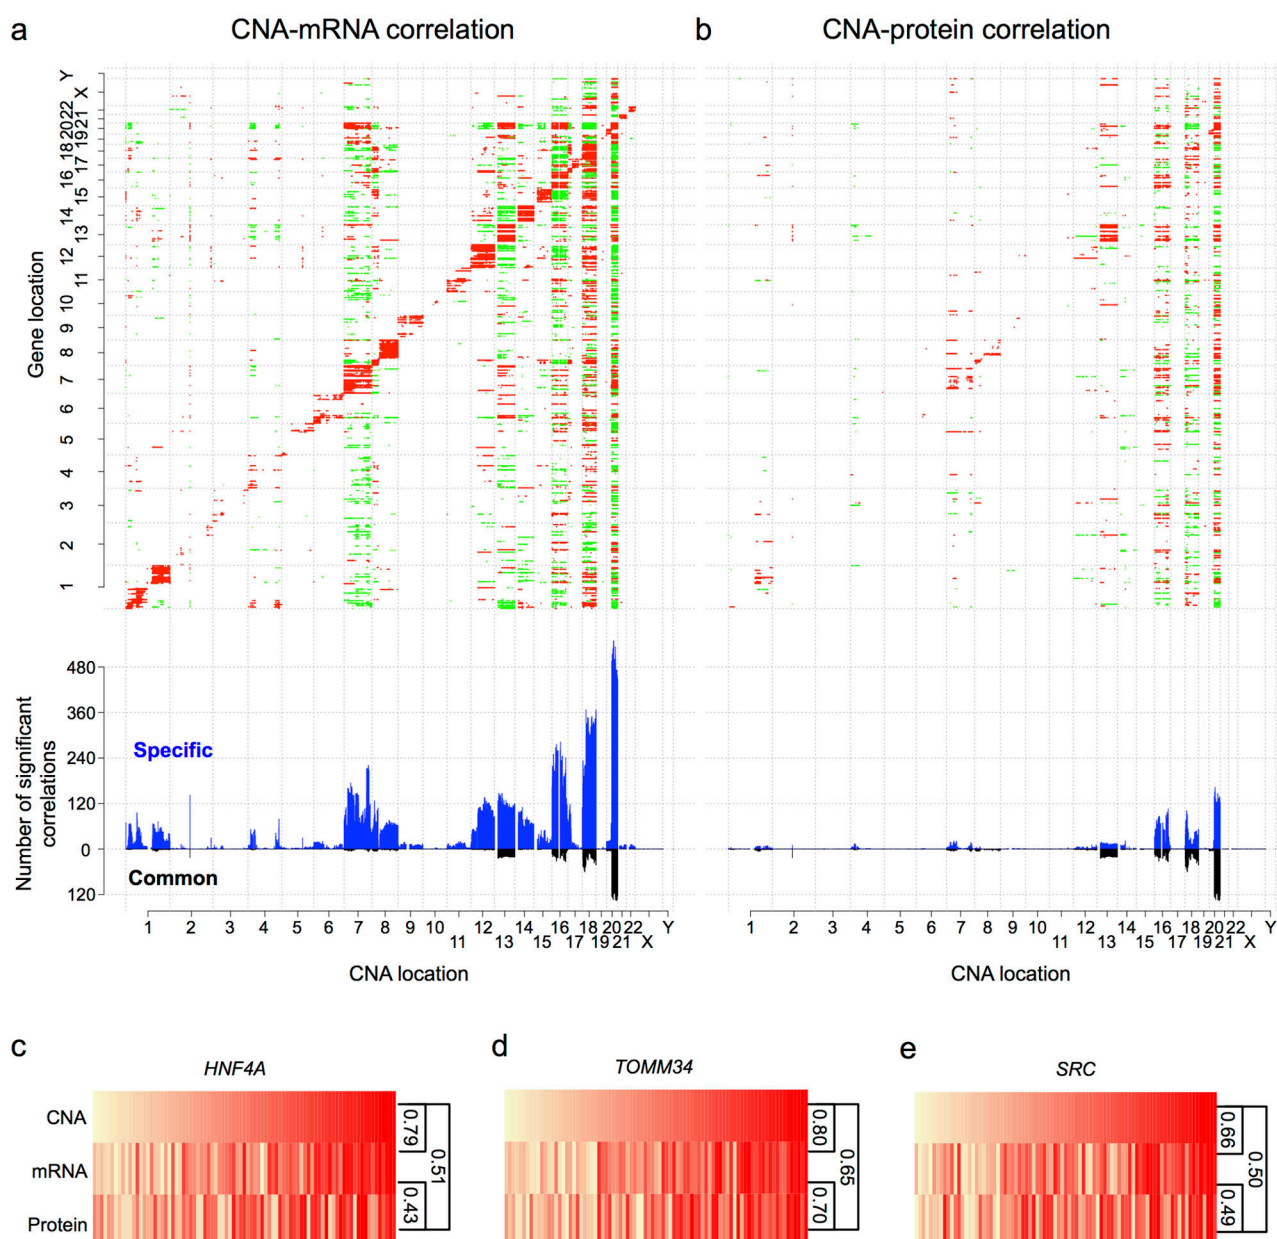 a
CNA-mRNA correlation
b
CNA-protein correlation
Gene location
Y
X
22
21
20
19
18
17
16
15
14
13
12
11
10
9
8
7
6
5
4
3
2
1
Number of significant
correlations
480
360
240
120
0
120
Specific
Common
1 2 3 4 5 6 7 8 9 10 12 14 16 18 20 22 Y
11 13 15 17 19 21 X
CNA location
1 2 3 4 5 6 7 8 9 10 12 14 16 18 20 22 Y
11 13 15 17 19 21 X
CNA location
c
HNF4A
CNA
mRNA
Protein
0.79
0.43
0.51
d
TOMM34
0.80
0.70
0.65
e
SRC
0.66
0.49
0.50